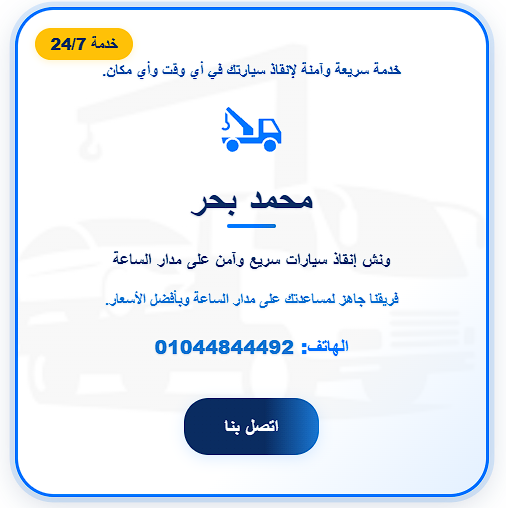 خدمة 24/7
خدمة سريعة وآمنة لإنقاذ سيارتك في أي وقت وأي مكان.
محمد بحر
ونش إنقاذ سيارات سريع وآمن على مدار الساعة
فريقنا جاهز لمساعدتك على مدار الساعة وبأفضل الأسعار.
الهاتف: 01044844492
اتصل بنا